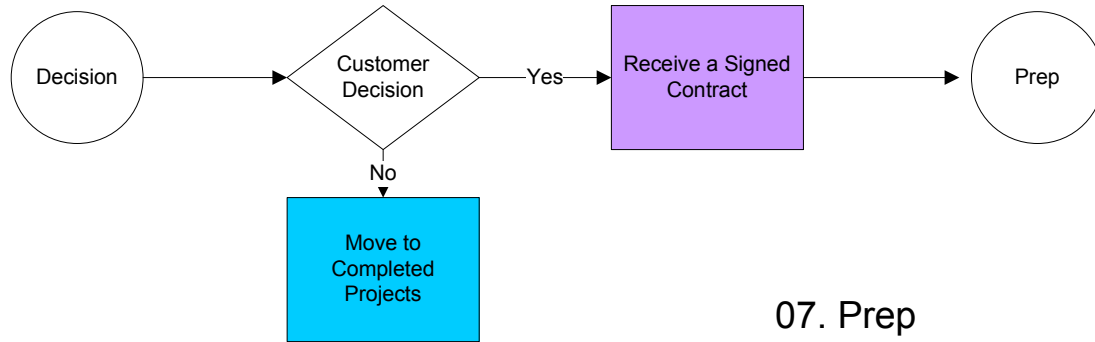 Decision
Customer
Decision
Yes
Receive a Signed
Contract
Prep
No
Move to
Completed
Projects
07. Prep